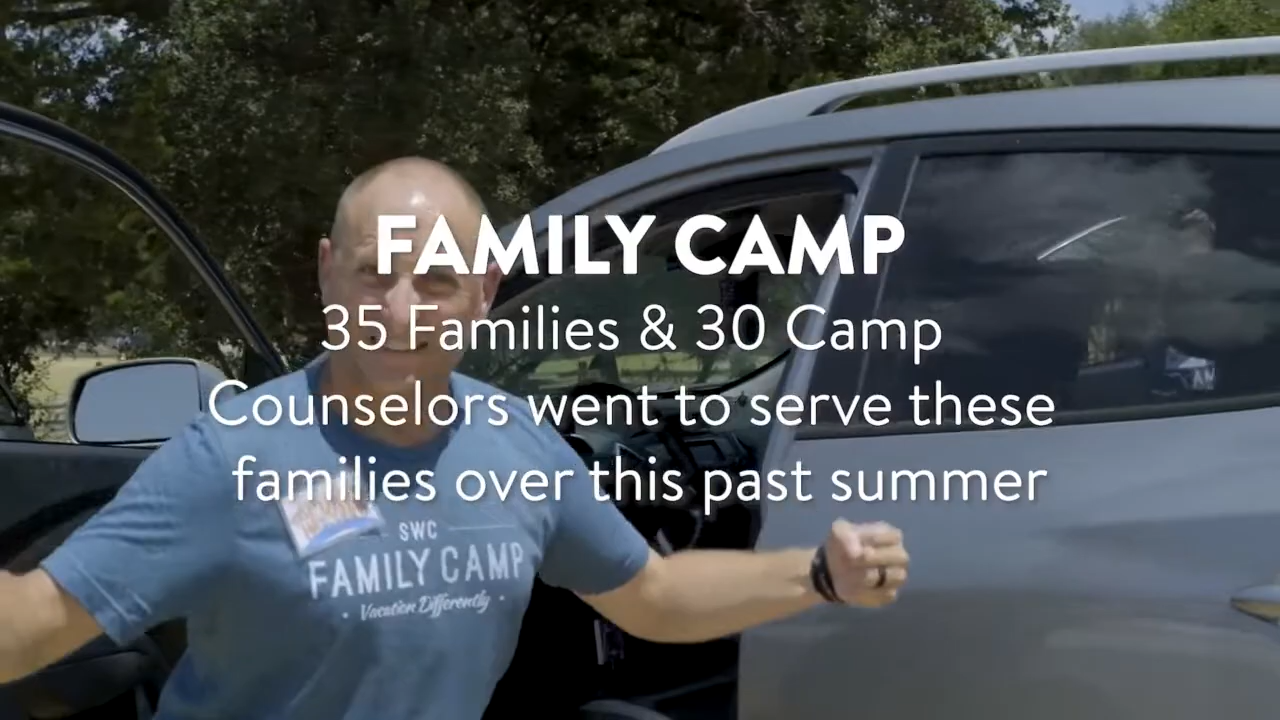 FAMILY CAMP
35 Families & 30 Camp
Counselors went to serve these
families over this past summer
SWC
FAMILY CAMP
Vacation Differently